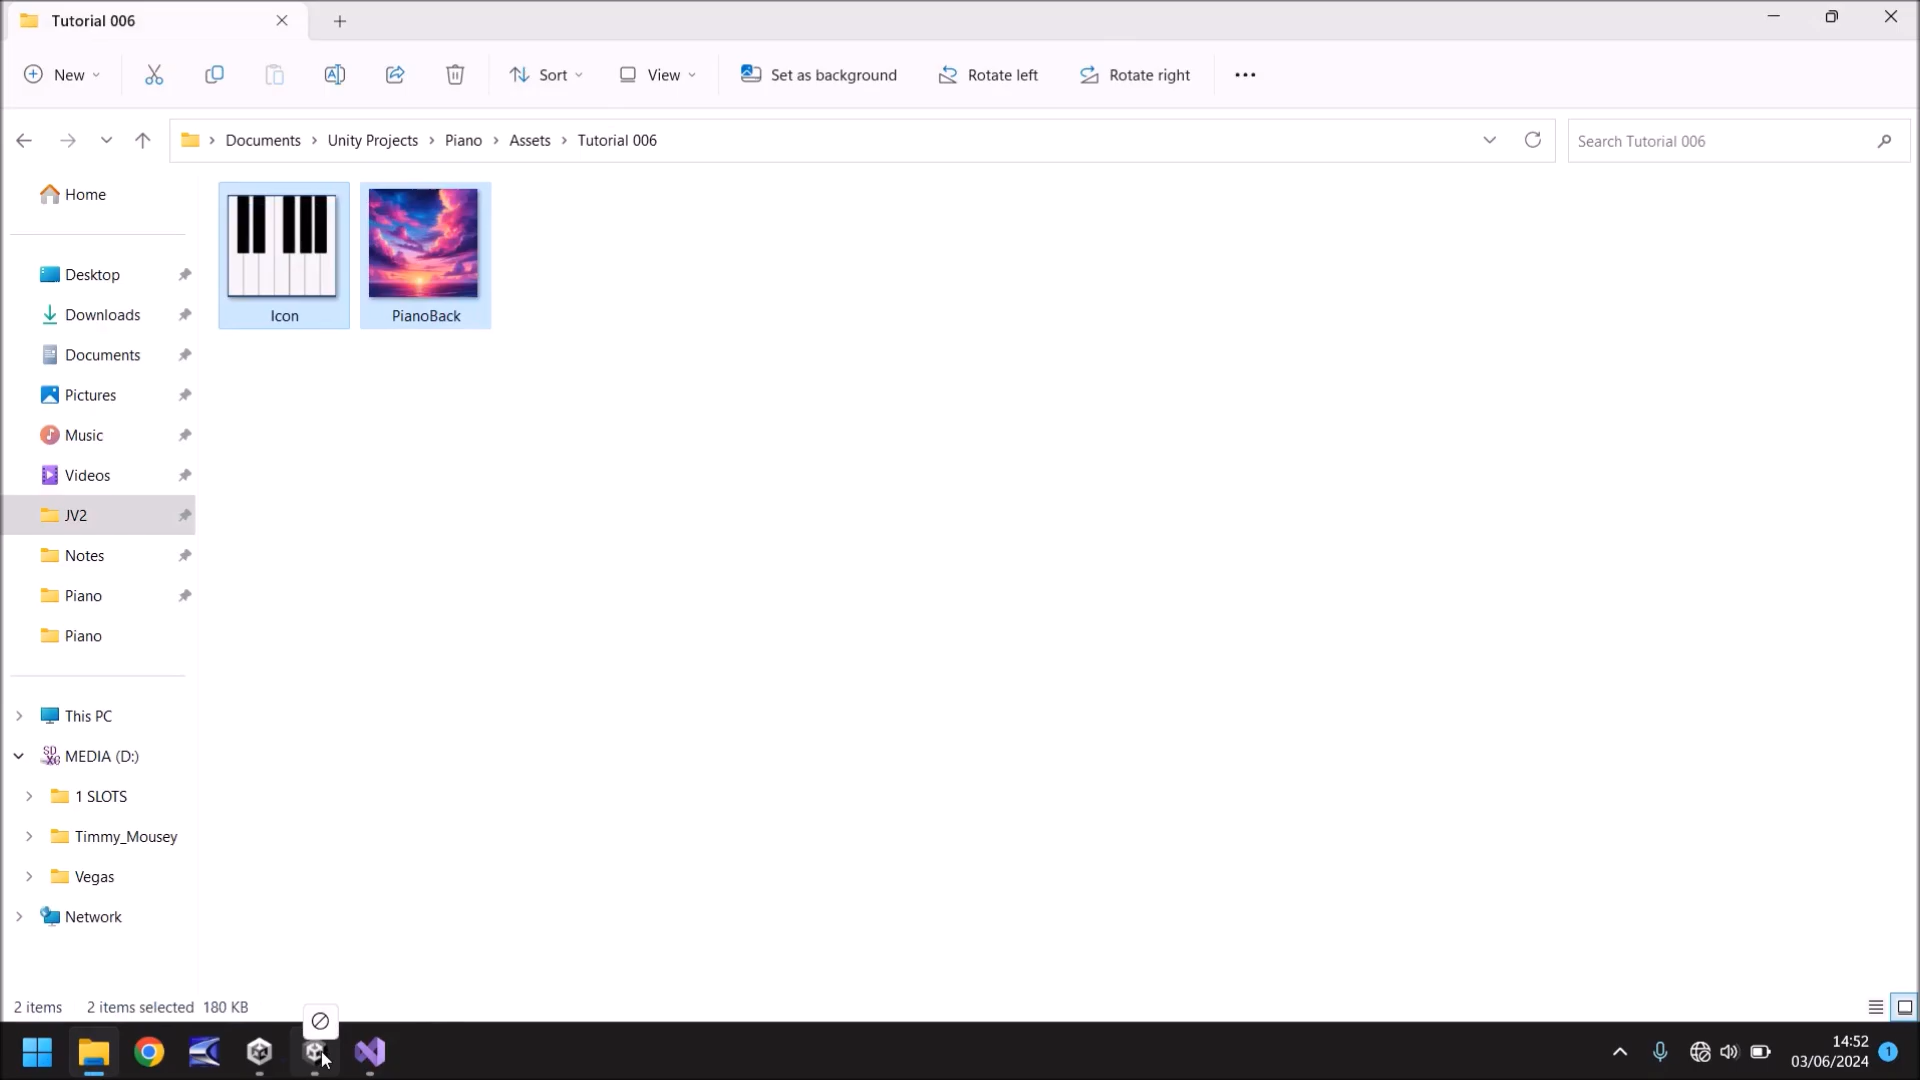 Tutorial 006
New
Sort
View
Set as background
Rotate left
Rotate right
Documents > Unity Projects > Piano > Assets > Tutorial 006
Search Tutorial 006
Home
Desktop
Downloads
Documents
Pictures
Music
Videos
JV2
Notes
Piano
Piano
This PC
MEDIA (D:)
1 SLOTS
Timmy_Mousey
Vegas
Network
Icon
PianoBack
2 items
2 items selected 180 KB
14:52
03/06/2024
1